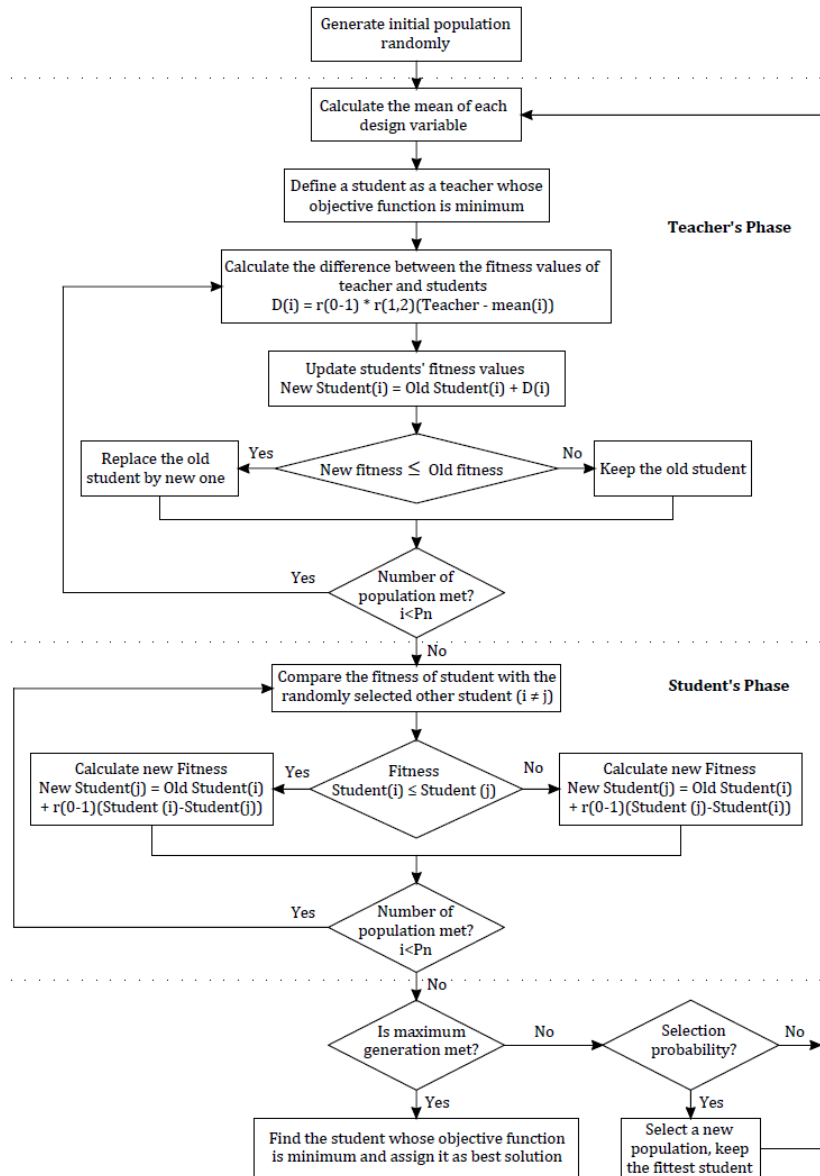 Generate initial population
randomly
Calculate the mean of each
design variable
Define a student as a teacher whose
objective function is minimum
Teacher's Phase
Calculate the difference between the fitness values of
teacher and students
D(i) = r(0-1) * r(1,2)(Teacher - mean(i))
Update students' fitness values
New Student(i) = Old Student(i) + D(i)
Replace the old
student by new one
Yes
New fitness ≤ Old fitness
No
Keep the old student
Yes
Number of
population met?
i<Pn
No
Compare the fitness of student with the
randomly selected other student (i ≠ j)
Student's Phase
Calculate new Fitness
New Student(j) = Old Student(i)
+ r(0-1)(Student (i)-Student(j))
Yes
Fitness
Student(i) ≤ Student (j)
No
Calculate new Fitness
New Student(j) = Old Student(i)
+ r(0-1)(Student (j)-Student(i))
Yes
Number of
population met?
i<Pn
No
Is maximum
generation met?
No
Selection
probability?
No
Yes
Yes
Find the student whose objective function
is minimum and assign it as best solution
Select a new
population, keep
the fittest student